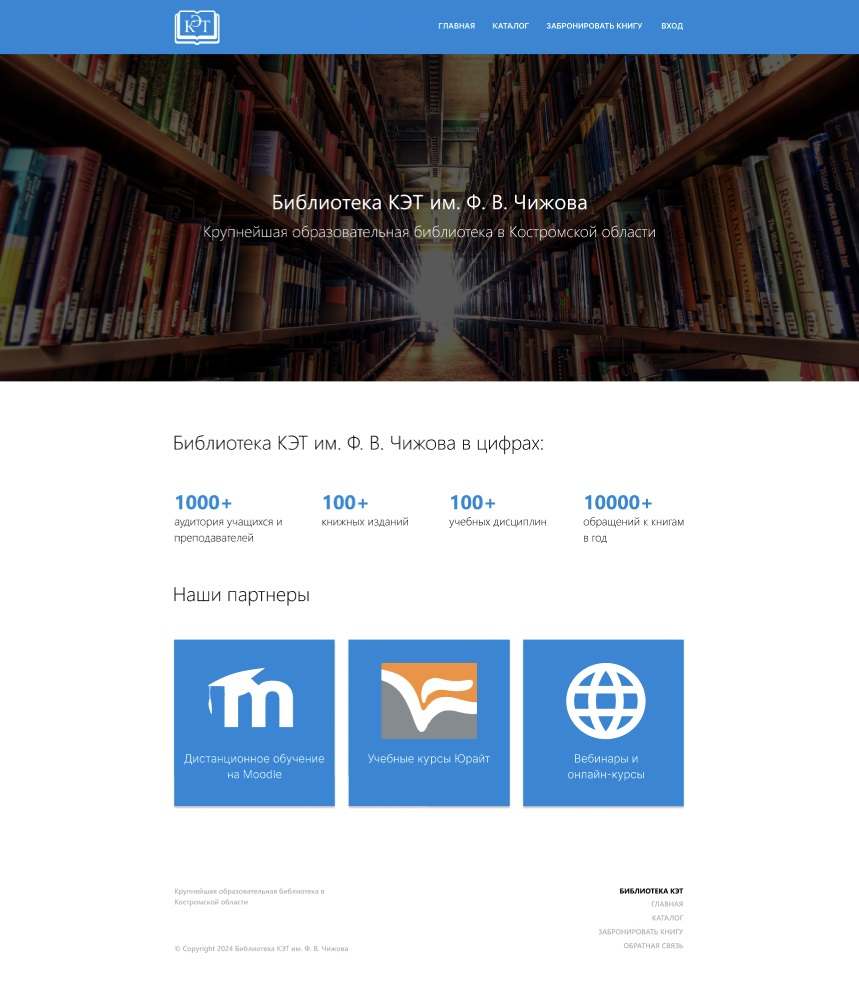 КЭТ
ГЛАВНАЯ КАТАЛОГ ЗАБРОНИРОВАТЬ КНИГУ ВХОД
Библиотека КЭТ им. Ф. В. Чижова
Крупнейшая образовательная библиотека в Костромской области
Rivers of Eden
Библиотека КЭТ им. Ф. В. Чижова в цифрах:
1000+
аудитория учащихся и
преподавателей
100+
книжных изданий
100+
учебных дисциплин
10000+
обращений к книгам
в год
Наши партнеры
m
Дистанционное обучение
на Moodle
Учебные курсы Юрайт
Вебинары и
онлайн-курсы
Крупнейшая образовательная библиотека в
Костромской области
© Copyright 2024 Библиотека КЭТ им. Ф. В. Чижова
БИБЛИОТЕКА КЭТ
ГЛАВНАЯ
КАТАЛОГ
ЗАБРОНИРОВАТЬ КНИГУ
ОБРАТНАЯ СВЯЗЬ